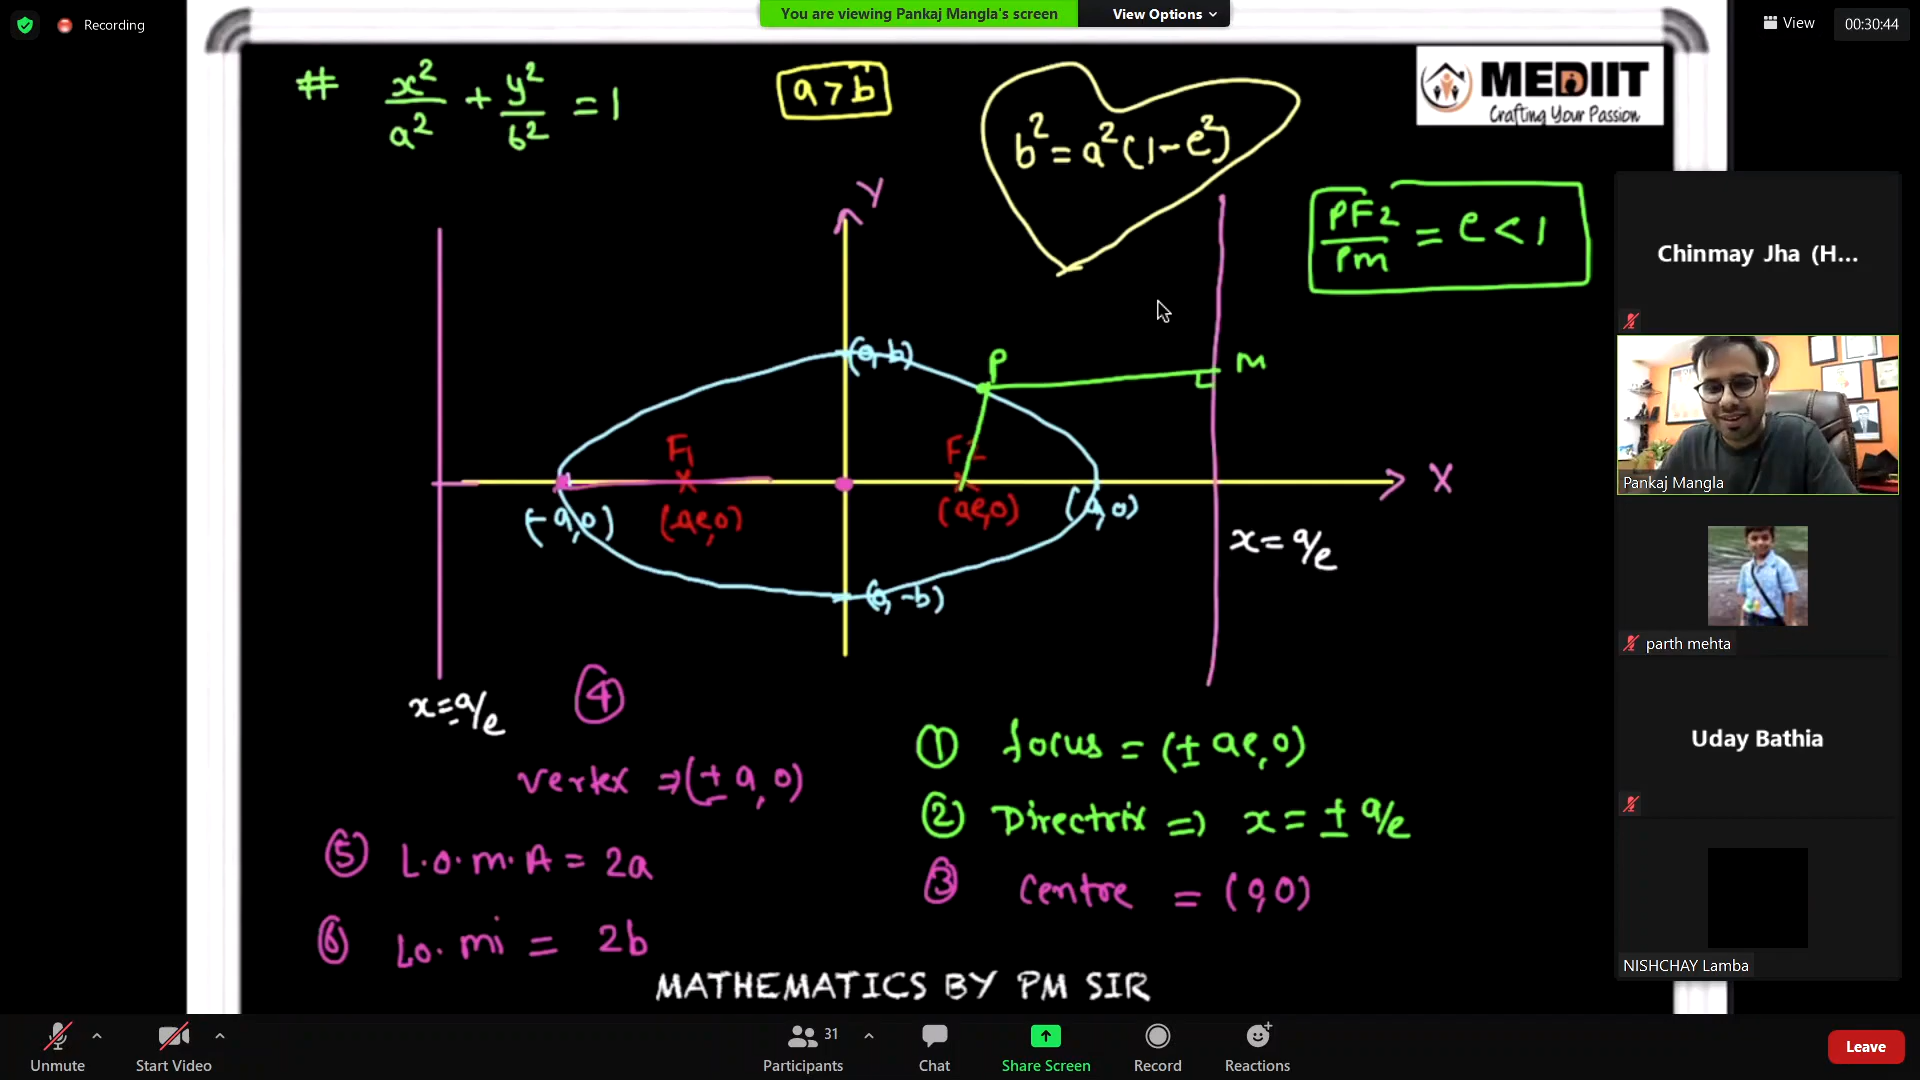 Recording
You are viewing Pankaj Mangla's screen
View Options
View
00:30:44
# x²/a² + y²/b² = 1
a > b
b² = a²(1-e²)
MEDIIT
Crafting Your Passion
PF2/PM = e < 1
Y
(0,b)
P
M
F1
F2
X
(-a,0)
(-ae,0)
(ae,0)
(a,0)
x = a/e
(0,-b)
x = -a/e
④
vertex ⇒ (± a, 0)
① focus = (± ae, 0)
② Directrix ⇒ x = ± a/e
③ Centre = (0,0)
⑤ L.O.M.A = 2a
⑥ L.O. mi = 2b
MATHEMATICS BY PM SIR
Chinmay Jha (H...
Pankaj Mangla
parth mehta
Uday Bathia
NISHCHAY Lamba
Unmute
Start Video
31
Participants
Chat
Share Screen
Record
Reactions
Leave